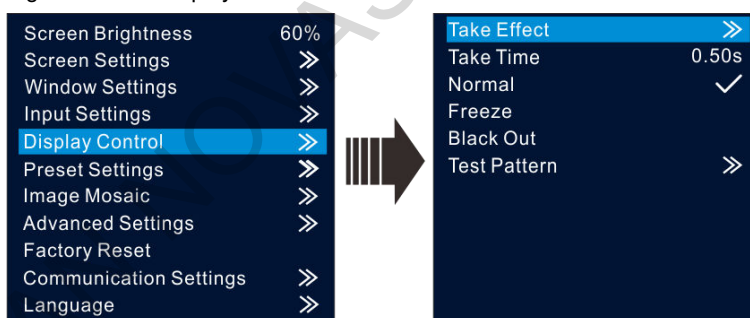 Screen Brightness 60%
Screen Settings
Window Settings
Input Settings
Display Control
Preset Settings
Image Mosaic
Advanced Settings
Factory Reset
Communication Settings
Language
Take Effect
Take Time 0.50s
Normal
Freeze
Black Out
Test Pattern